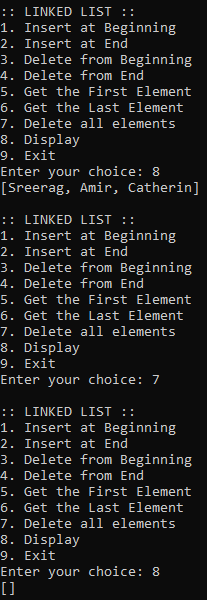 :: LINKED LIST ::
1. Insert at Beginning
2. Insert at End
3. Delete from Beginning
4. Delete from End
5. Get the First Element
6. Get the Last Element
7. Delete all elements
8. Display
9. Exit
Enter your choice: 8
[Sreerag, Amir, Catherin]
:: LINKED LIST ::
1. Insert at Beginning
2. Insert at End
3. Delete from Beginning
4. Delete from End
5. Get the First Element
6. Get the Last Element
7. Delete all elements
8. Display
9. Exit
Enter your choice: 7
:: LINKED LIST ::
1. Insert at Beginning
2. Insert at End
3. Delete from Beginning
4. Delete from End
5. Get the First Element
6. Get the Last Element
7. Delete all elements
8. Display
9. Exit
Enter your choice: 8
[]